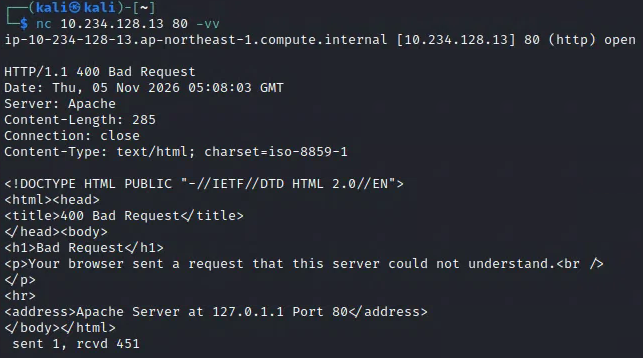 ┌──(kali㉿kali)-[~]
└─$ nc 10.234.128.13 80 -vv
ip-10-234-128-13.ap-northeast-1.compute.internal [10.234.128.13] 80 (http) open

HTTP/1.1 400 Bad Request
Date: Thu, 05 Nov 2026 05:08:03 GMT
Server: Apache
Content-Length: 285
Connection: close
Content-Type: text/html; charset=iso-8859-1

<!DOCTYPE HTML PUBLIC "-//IETF//DTD HTML 2.0//EN">
<html><head>
<title>400 Bad Request</title>
</head><body>
<h1>Bad Request</h1>
<p>Your browser sent a request that this server could not understand.<br />
</p>
<hr>
<address>Apache Server at 127.0.1.1 Port 80</address>
</body></html>
 sent 1, rcvd 451